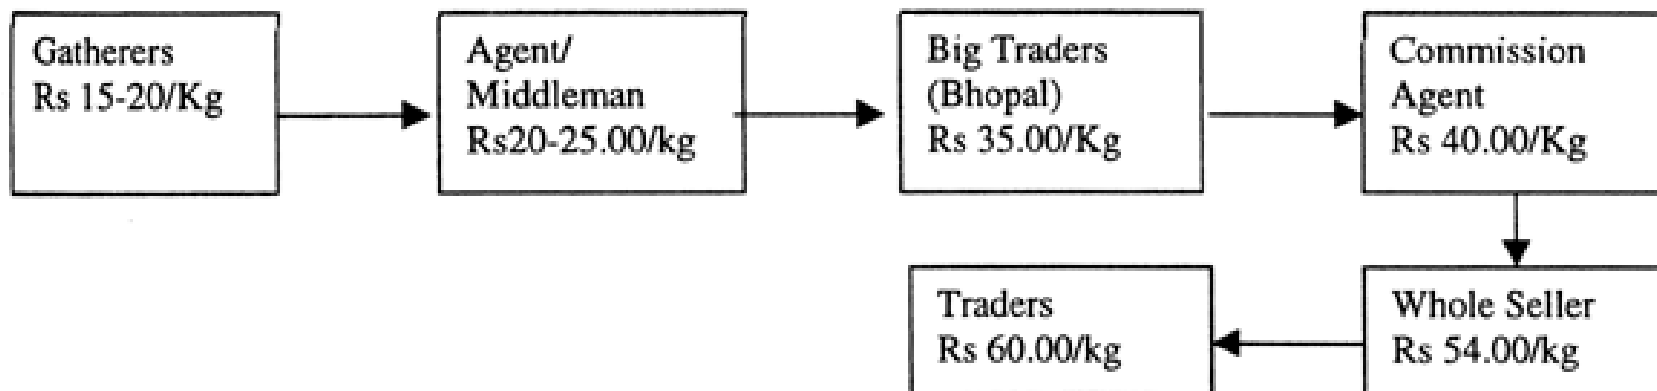 Gatherers
Rs 15-20/Kg
Agent/
Middleman
Rs20-25.00/kg
Big Traders
(Bhopal)
Rs 35.00/Kg
Commission
Agent
Rs 40.00/Kg
Whole Seller
Rs 54.00/kg
Traders
Rs 60.00/kg